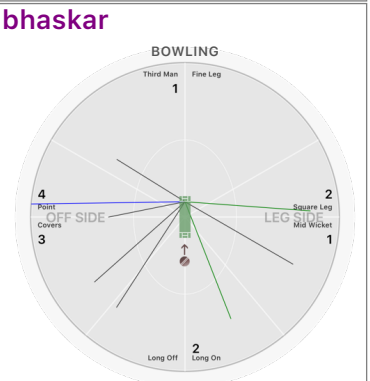 bhaskar
BOWLING
Third Man Fine Leg
1
4 2
Point Square Leg
OFF SIDE LEG SIDE
Covers Mid Wicket
3 1
2
Long Off Long On